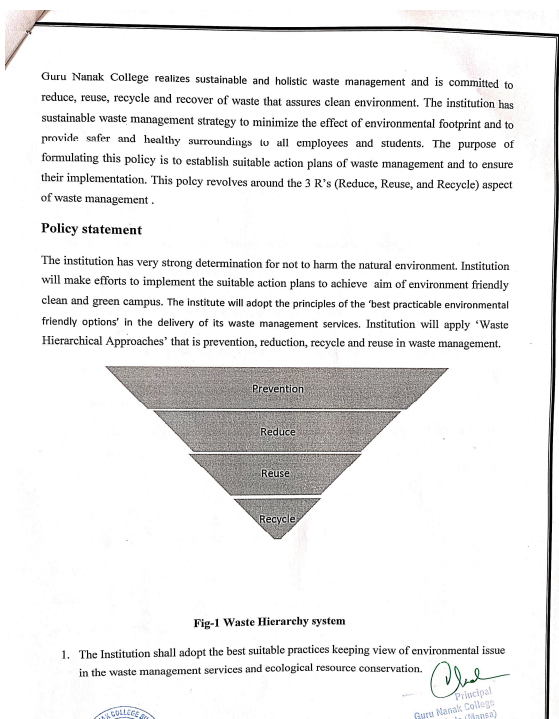 Guru Nanak College realizes sustainable and holistic waste management and is committed to
reduce, reuse, recycle and recover of waste that assures clean environment. The institution has
sustainable waste management strategy to minimize the effect of environmental footprint and to
provide safer and healthy surroundings to all employees and students. The purpose of
formulating this policy is to establish suitable action plans of waste management and to ensure
their implementation. This polcy revolves around the 3 R's (Reduce, Reuse, and Recycle) aspect
of waste management .
Policy statement
The institution has very strong determination for not to harm the natural environment. Institution
will make efforts to implement the suitable action plans to achieve aim of environment friendly
clean and green campus. The institute will adopt the principles of the 'best practicable environmental
friendly options' in the delivery of its waste management services. Institution will apply 'Waste
Hierarchical Approaches' that is prevention, reduction, recycle and reuse in waste management.
Prevention
Reduce
Reuse
Recycle
Fig-1 Waste Hierarchy system
1. The Institution shall adopt the best suitable practices keeping view of environmental issue
in the waste management services and ecological resource conservation.
Principal
Guru Nanak College
(Mansa)
COLLEGE